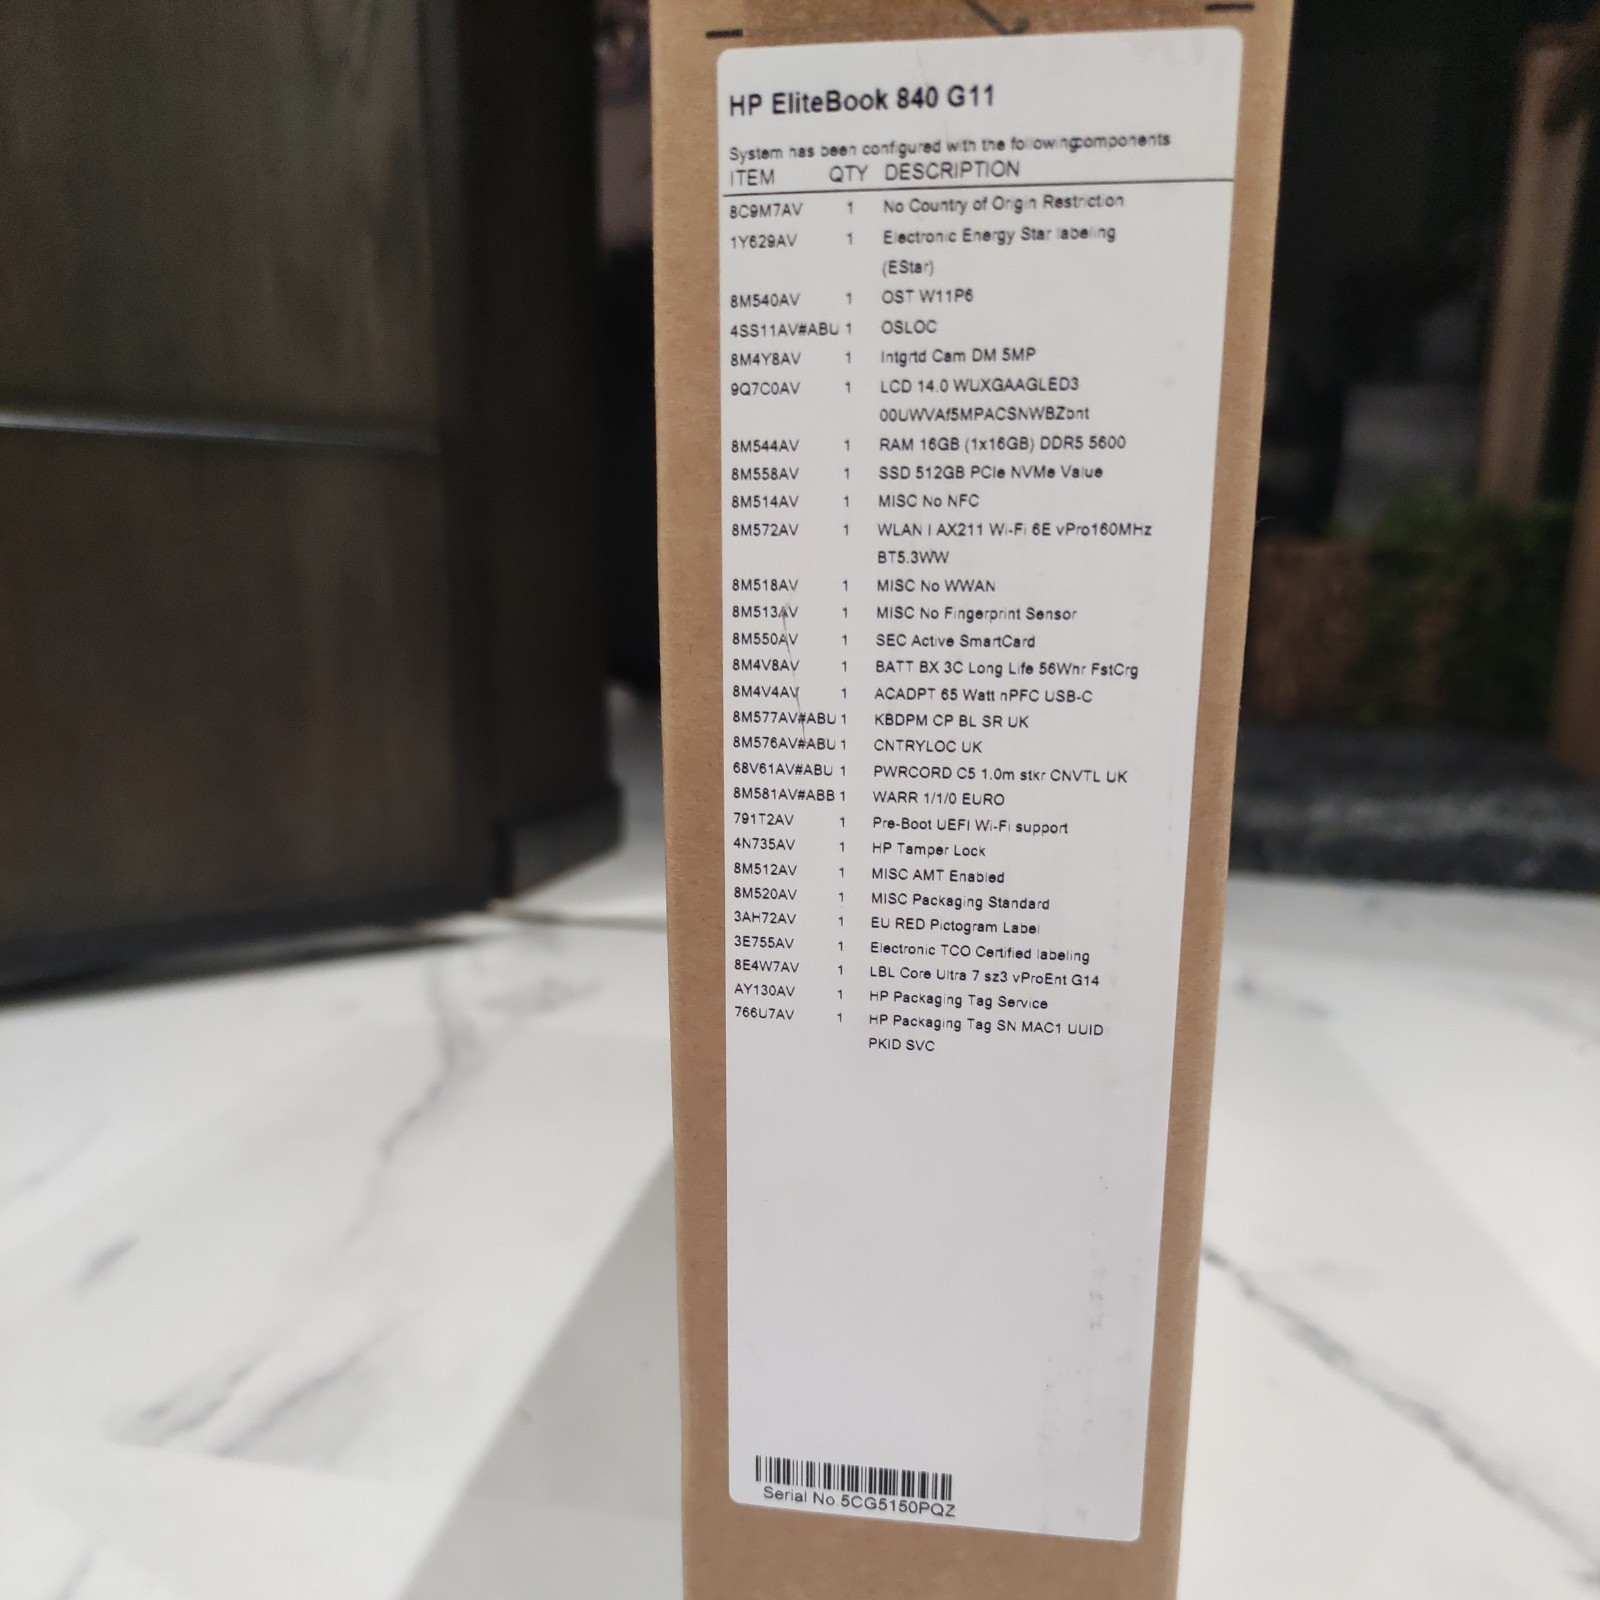 HP EliteBook 840 G11
System has been configured with the following components
ITEM QTY DESCRIPTION
8C9M7AV 1 No Country of Origin Restriction
1Y629AV 1 Electronic Energy Star labeling
(EStar)
8M540AV 1 OST W11P6
4SS11AV#ABU 1 OSLOC
8M4Y8AV 1 Intgrtd Cam DM 5MP
9Q7C0AV 1 LCD 14.0 WUXGAAGLED3
00UWVAf5MPACSNWBZbnt
8M544AV 1 RAM 16GB (1x16GB) DDR5 5600
8M558AV 1 SSD 512GB PCIe NVMe Value
8M514AV 1 MISC No NFC
8M572AV 1 WLAN I AX211 Wi-Fi 6E vPro160MHz
BT5.3WW
8M518AV 1 MISC No WWAN
8M513AV 1 MISC No Fingerprint Sensor
8M550AV 1 SEC Active SmartCard
8M4V8AV 1 BATT BX 3C Long Life 56Whr FstCrg
8M4V4AV 1 ACADPT 65 Watt nPFC USB-C
8M577AV#ABU 1 KBDPM CP BL SR UK
8M576AV#ABU 1 CNTRYLOC UK
68V61AV#ABU 1 PWRCORD C5 1.0m stkr CNVTL UK
8M581AV#ABB 1 WARR 1/1/0 EURO
791T2AV 1 Pre-Boot UEFI Wi-Fi support
4N735AV 1 HP Tamper Lock
8M512AV 1 MISC AMT Enabled
8M520AV 1 MISC Packaging Standard
3AH72AV 1 EU RED Pictogram Label
3E755AV 1 Electronic TCO Certified labeling
8E4W7AV 1 LBL Core Ultra 7 sz3 vProEnt G14
AY130AV 1 HP Packaging Tag Service
766U7AV 1 HP Packaging Tag SN MAC1 UUID
PKID SVC
Serial No.5CG5150PQZ